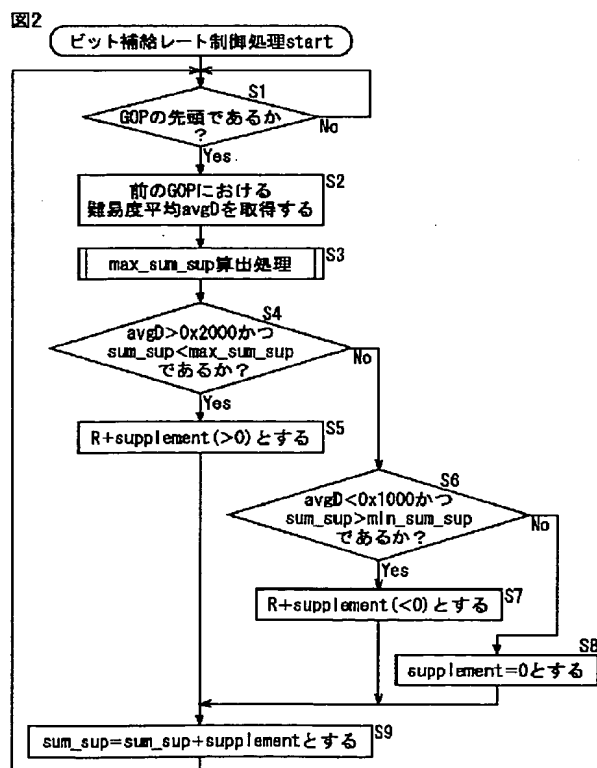 図2
ビット補給レート制御処理start
S1
GOPの先頭であるか
?
No
Yes
S2
前のGOPにおける
難易度平均avgDを取得する
S3
max_sum_sup算出処理
S4
avgD>0x2000かつ
sum_sup<max_sum_sup
であるか?
No
Yes
S5
R+supplement(>0)とする
S6
avgD<0x1000かつ
sum_sup>min_sum_sup
であるか?
No
Yes
S7
R+supplement(<0)とする
S8
supplement=0とする
S9
sum_sup=sum_sup+supplementとする